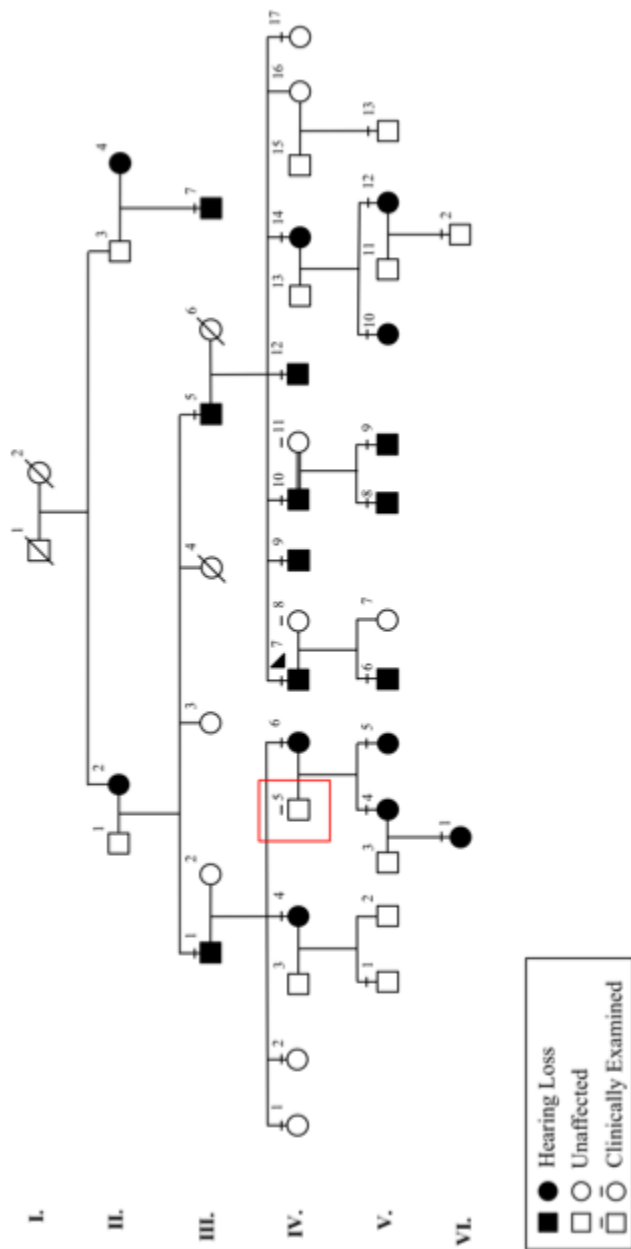 I. 1 2
II. 1 2 3 4
III. 1 2 3 4 5 6 7
IV. 1 2 3 4 5 6 7 8 9 10 11 12 13 14 15 16 17
V. 1 2 3 4 5 6 7 8 9 10 11 12 13
VI. 1 2
Hearing Loss
Unaffected
Clinically Examined